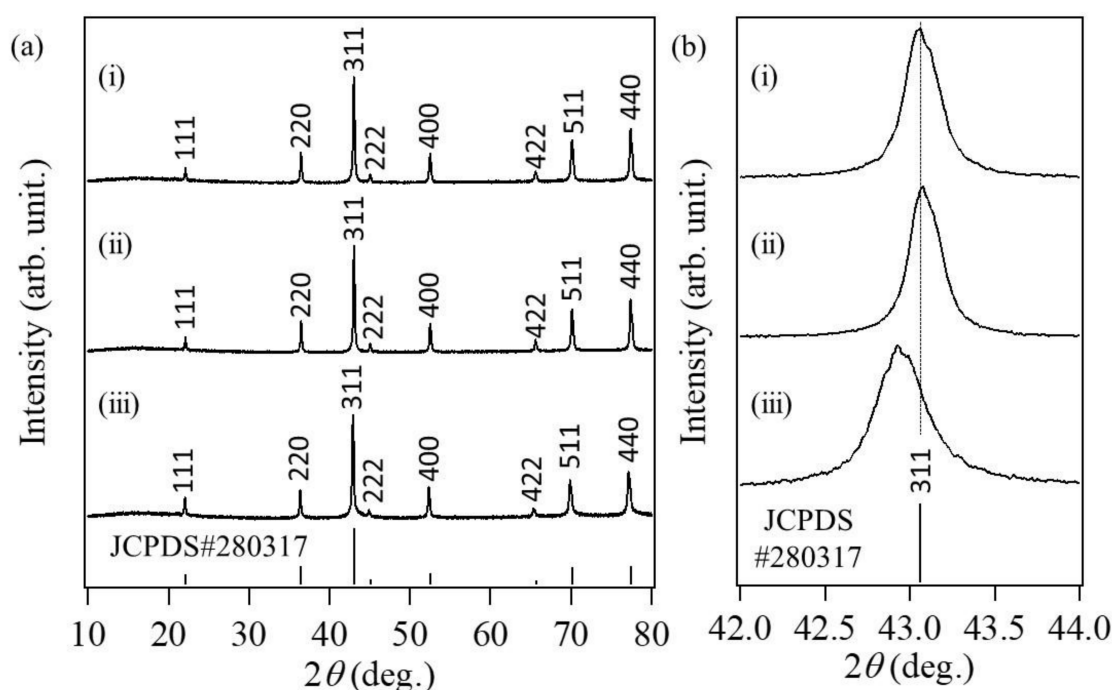 (a)
Intensity (arb. unit.)
(i)
111
220
311
222
400
422
511
440
(ii)
111
220
311
222
400
422
511
440
(iii)
111
220
311
222
400
422
511
440
JCPDS#280317
10 20 30 40 50 60 70 80
2θ (deg.)
(b)
Intensity (arb. unit.)
(i)
(ii)
(iii)
311
JCPDS
#280317
42.0 42.5 43.0 43.5 44.0
2θ (deg.)